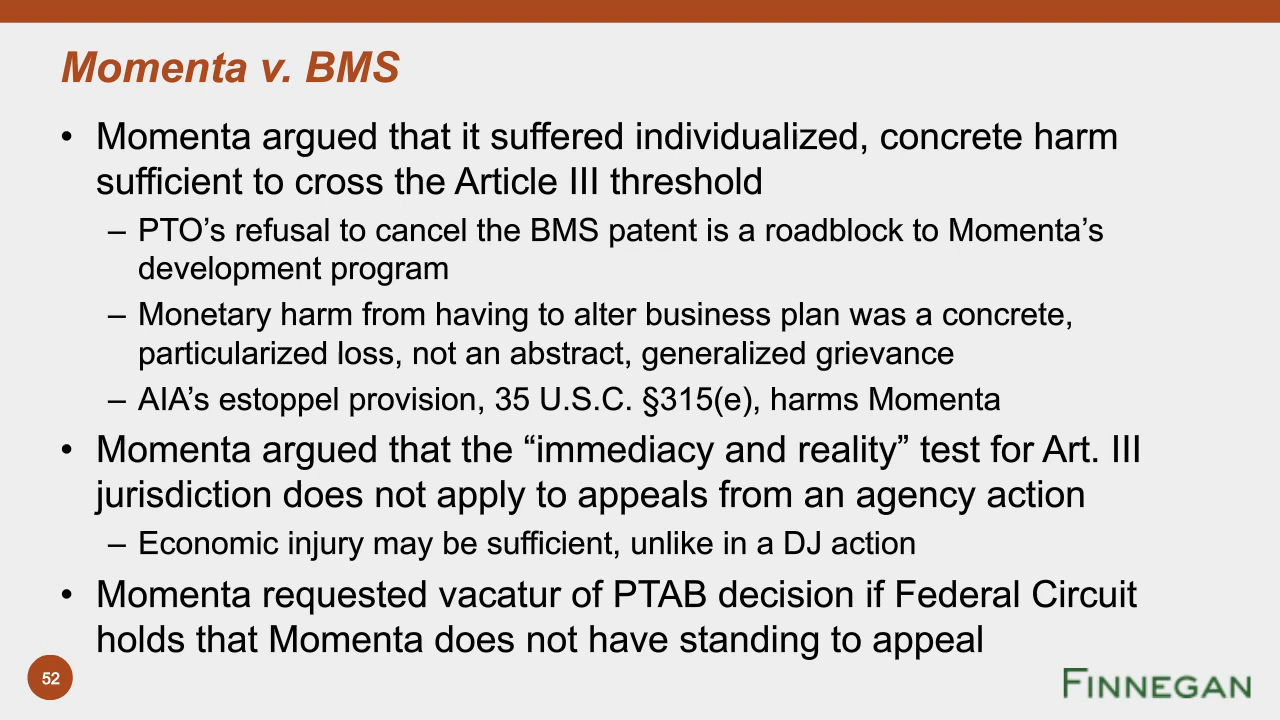 Momenta v. BMS
• Momenta argued that it suffered individualized, concrete harm
sufficient to cross the Article III threshold
– PTO’s refusal to cancel the BMS patent is a roadblock to Momenta’s
development program
– Monetary harm from having to alter business plan was a concrete,
particularized loss, not an abstract, generalized grievance
– AIA’s estoppel provision, 35 U.S.C. §315(e), harms Momenta
• Momenta argued that the “immediacy and reality” test for Art. III
jurisdiction does not apply to appeals from an agency action
– Economic injury may be sufficient, unlike in a DJ action
• Momenta requested vacatur of PTAB decision if Federal Circuit
holds that Momenta does not have standing to appeal
52
FINNEGAN